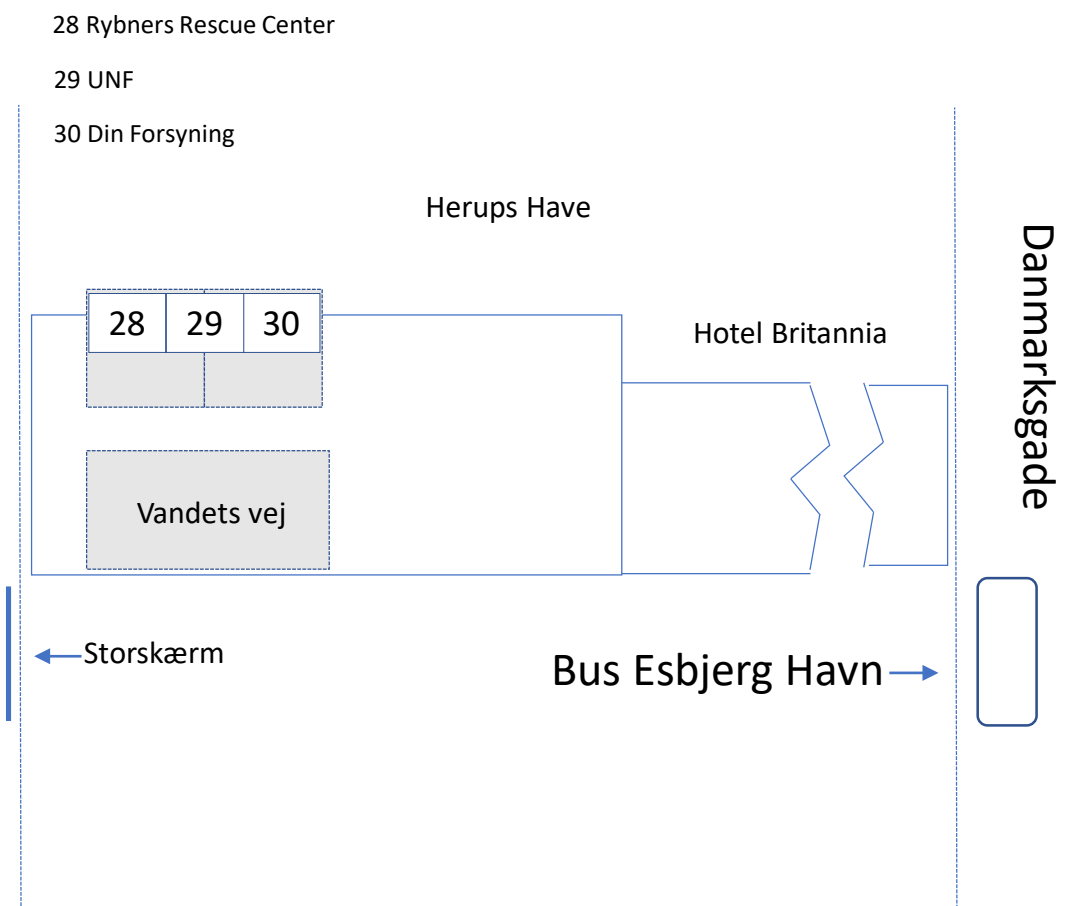 28 Rybners Rescue Center
29 UNF
30 Din Forsyning
Herups Have
Danmarksgade
28 29 30
Hotel Britannia
Vandets vej
Storskærm
Bus Esbjerg Havn